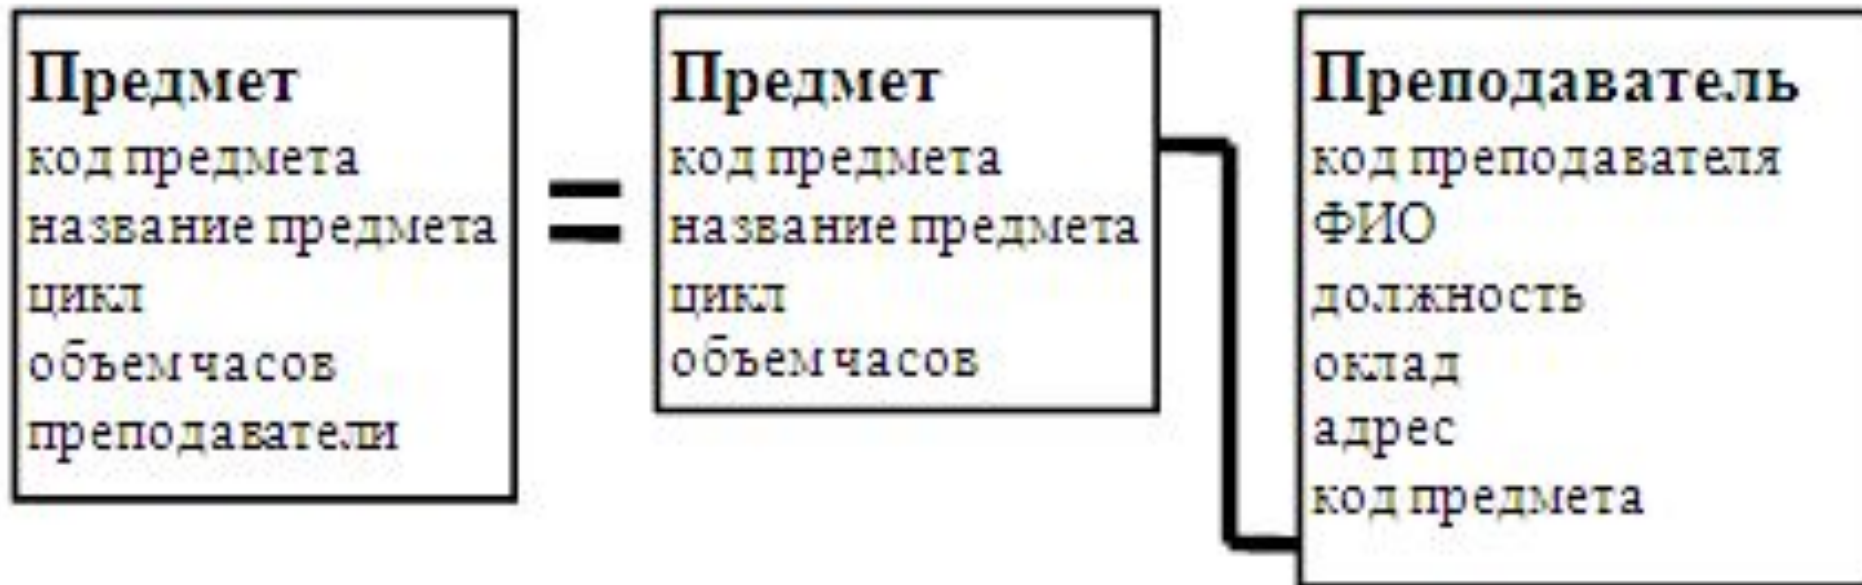 Предмет
код предмета
название предмета
цикл
объем часов
преподаватели
=
Предмет
код предмета
название предмета
цикл
объем часов
Преподаватель
код преподавателя
ФИО
должность
оклад
адрес
код предмета